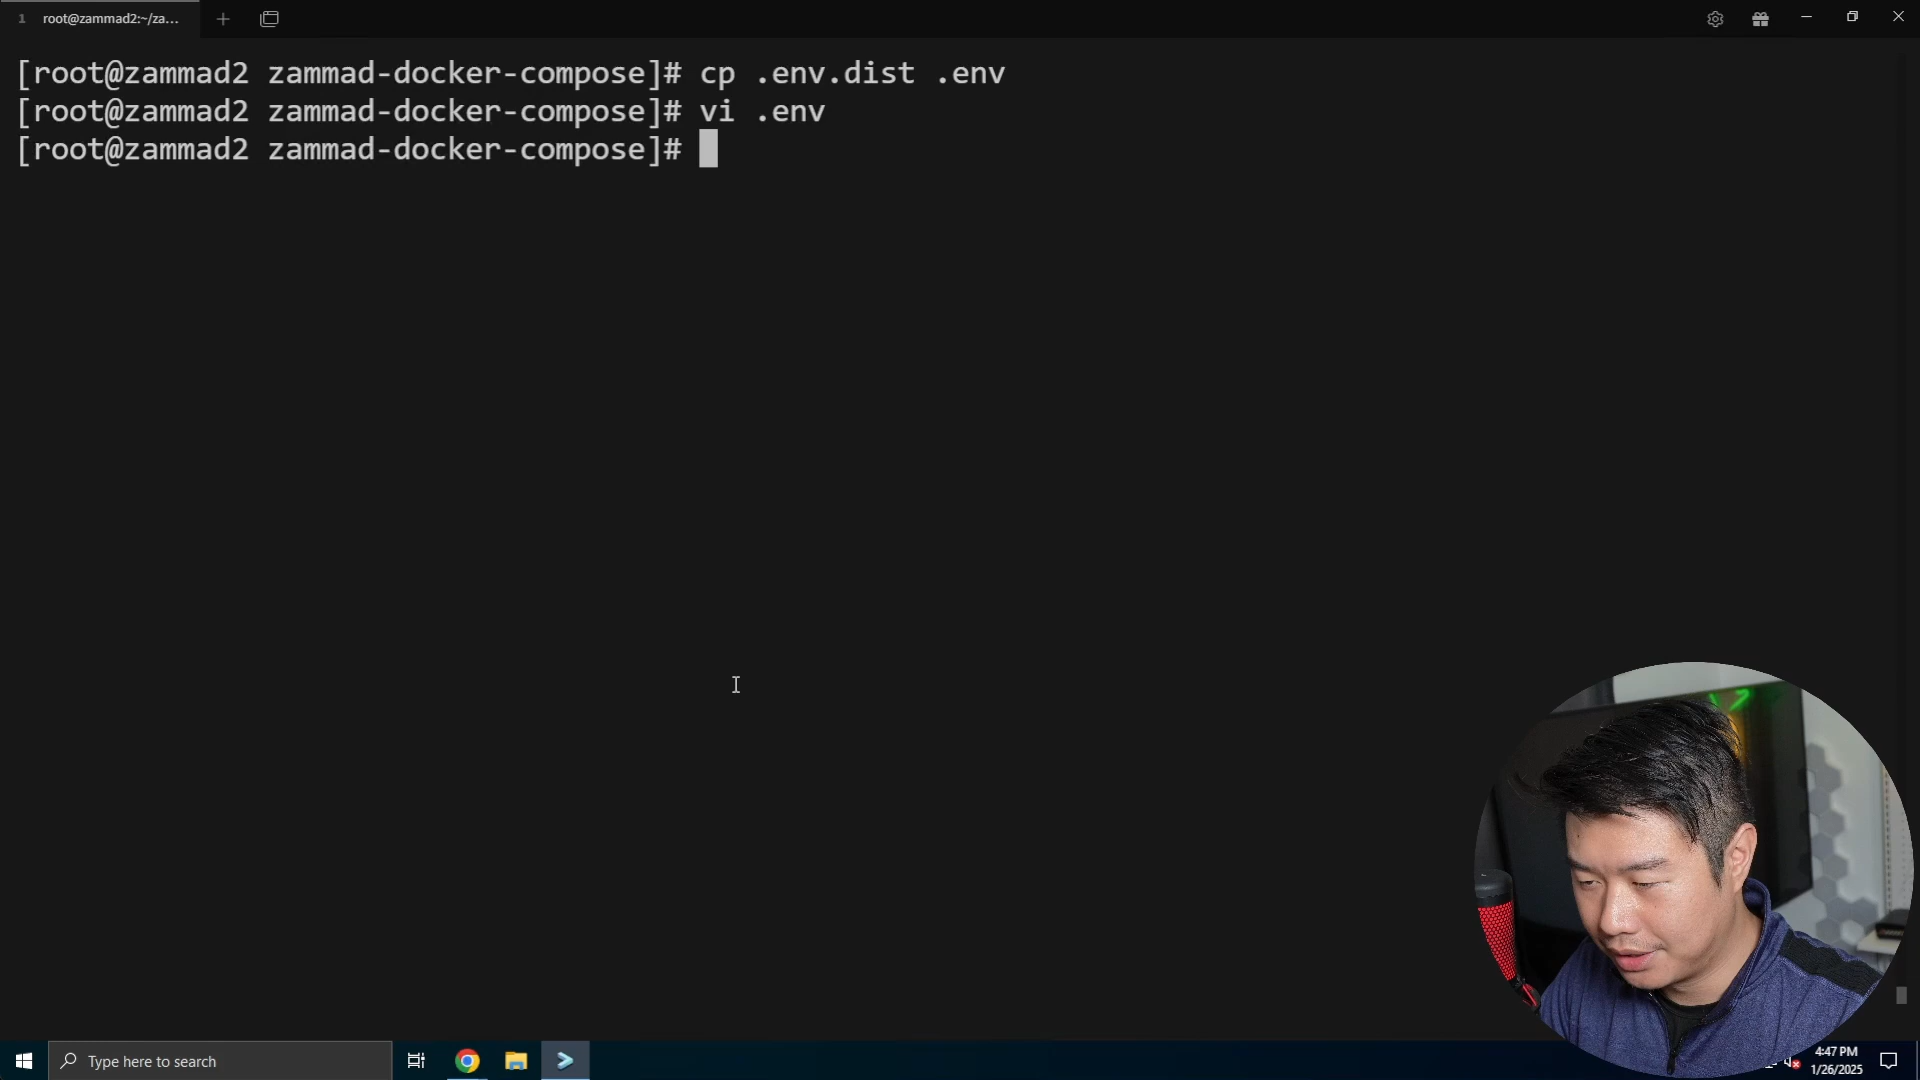 1 root@zammad2:~/za...
[root@zammad2 zammad-docker-compose]# cp .env.dist .env
[root@zammad2 zammad-docker-compose]# vi .env
[root@zammad2 zammad-docker-compose]#
Type here to search
4:47 PM
1/26/2025